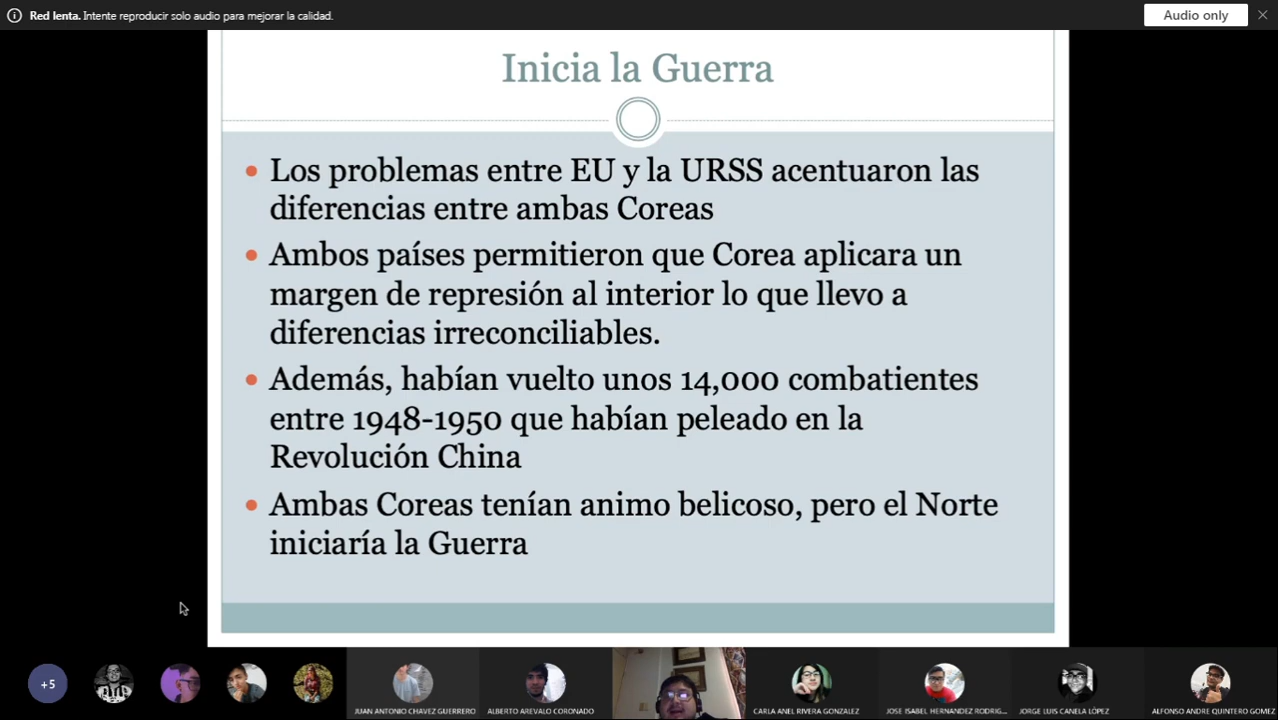 Red lenta. Intente reproducir solo audio para mejorar la calidad.
Audio only
Inicia la Guerra
Los problemas entre EU y la URSS acentuaron las
diferencias entre ambas Coreas
Ambos países permitieron que Corea aplicara un
margen de represión al interior lo que llevo a
diferencias irreconciliables.
Además, habían vuelto unos 14,000 combatientes
entre 1948-1950 que habían peleado en la
Revolución China
Ambas Coreas tenían animo belicoso, pero el Norte
iniciaría la Guerra
+5
JUAN ANTONIO CHAVEZ GUERRERO
ALBERTO AREVALO CORONADO
CARLA ANEL RIVERA GONZALEZ
JOSE ISABEL HERNANDEZ RODRIG...
JORGE LUIS CANELA LÓPEZ
ALFONSO ANDRE QUINTERO GOMEZ